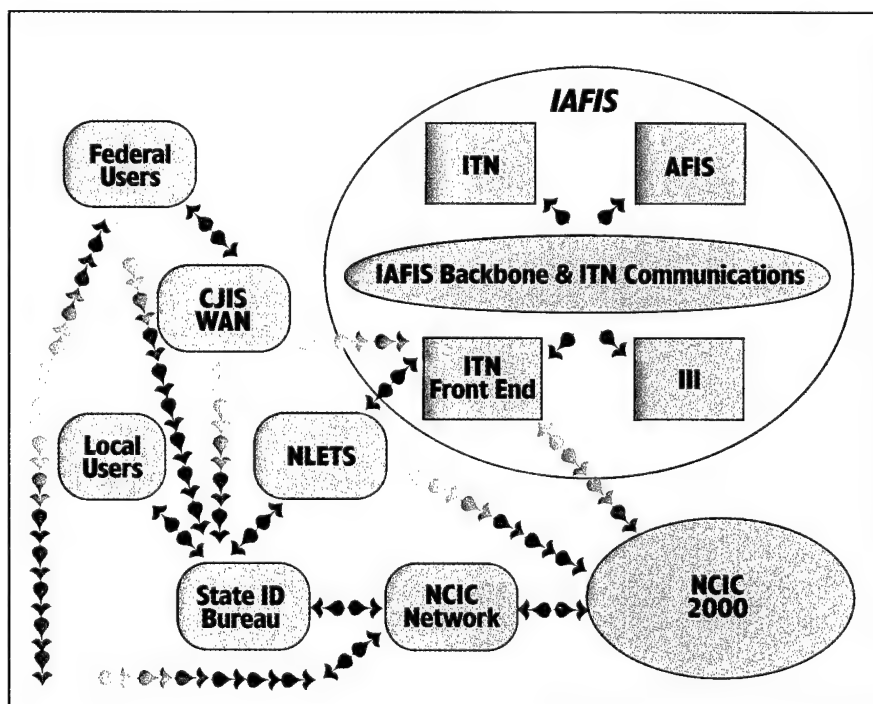 IAFIS
ITN
AFIS
Federal
Users
IAFIS Backbone & ITN Communications
CJIS
WAN
ITN
Front End
III
Local
Users
NLETS
State ID
Bureau
NCIC
Network
NCIC
2000